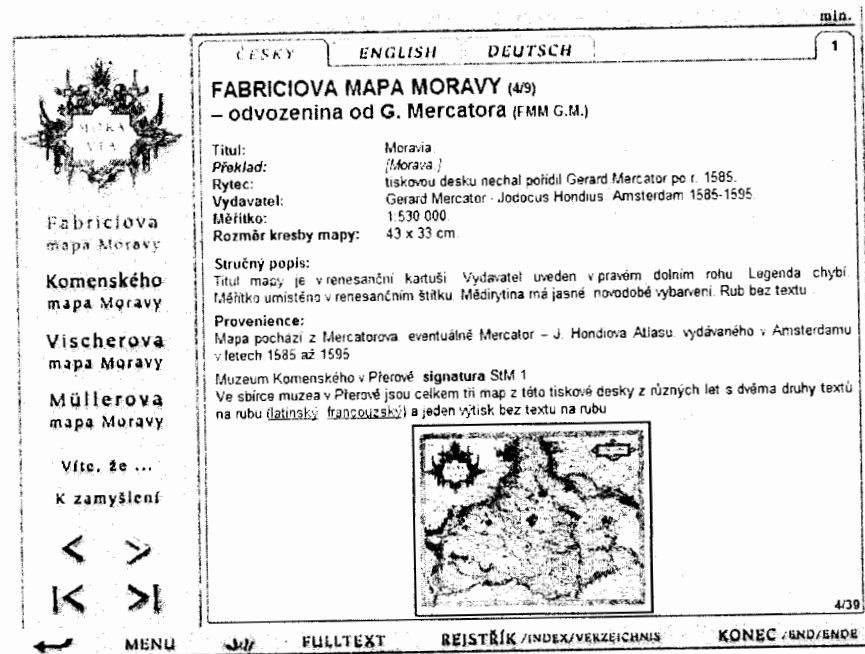 min.
ČESKY ENGLISH DEUTSCH 1
MORA
VIA
Fabriciova
mapa Moravy
Komenského
mapa Moravy
Vischerova
mapa Moravy
Müllerova
mapa Moravy
Víte, že ...
K zamyšlení
< >
|< >|
FABRICIOVA MAPA MORAVY (4/9)
– odvozenina od G. Mercatora (FMM G.M.)
Titul: Moravia.
Překlad: [Morava.]
Rytec: tiskovou desku nechal pořídil Gerard Mercator po r. 1585.
Vydavatel: Gerard Mercator - Jodocus Hondius. Amsterdam 1585-1595.
Měřítko: 1:530 000.
Rozměr kresby mapy: 43 x 33 cm.
Stručný popis:
Titul mapy je v renesanční kartuši. Vydavatel uveden v pravém dolním rohu. Legenda chybí.
Měřítko umístěno v renesančním štítku. Mědirytina má jasné novodobé vybarvení. Rub bez textu.
Provenience:
Mapa pochází z Mercatorova, eventuálně Mercator – J. Hondiova Atlasu, vydávaného v Amsterdamu
v letech 1585 až 1595
Muzeum Komenského v Přerově signatura StM 1
Ve sbírce muzea v Přerově jsou celkem tři map z této tiskové desky z různých let s dvěma druhy textů
na rubu (latinský, francouzský) a jeden výtisk bez textu na rubu
4/39
MENU FULLTEXT REJSTŘÍK /INDEX/VERZEICHNIS KONEC /END/ENDE